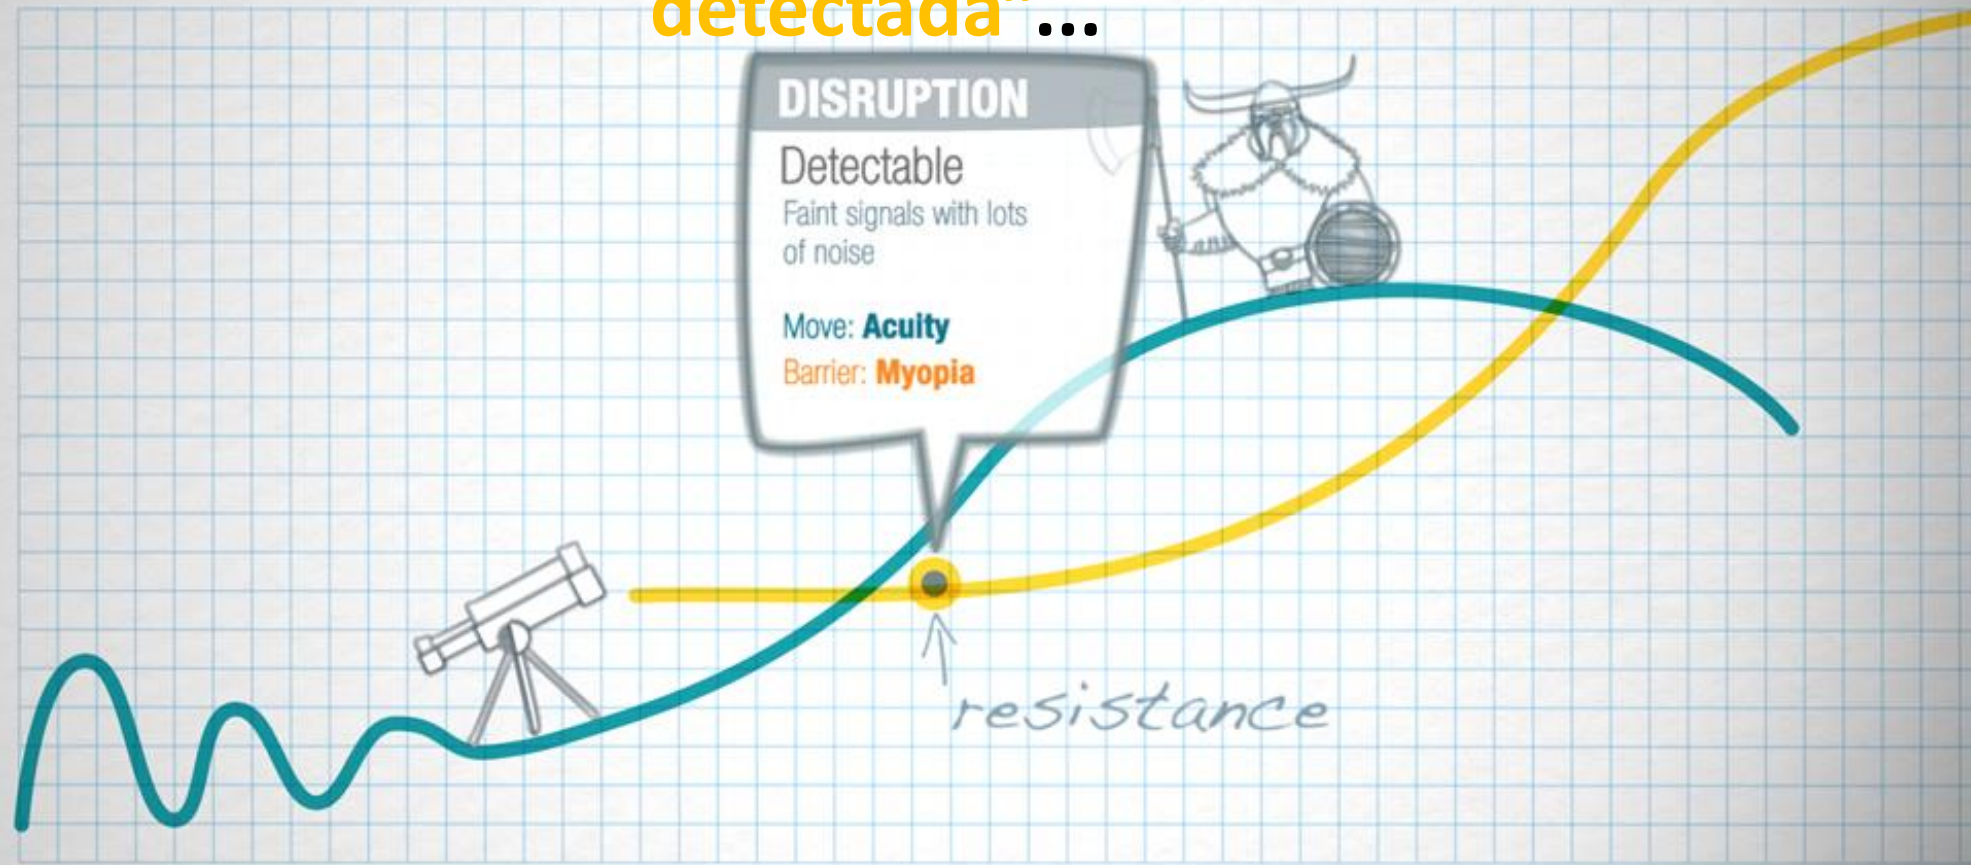 detectada"...
DISRUPTION
Detectable
Faint signals with lots
of noise
Move: Acuity
Barrier: Myopia
resistance